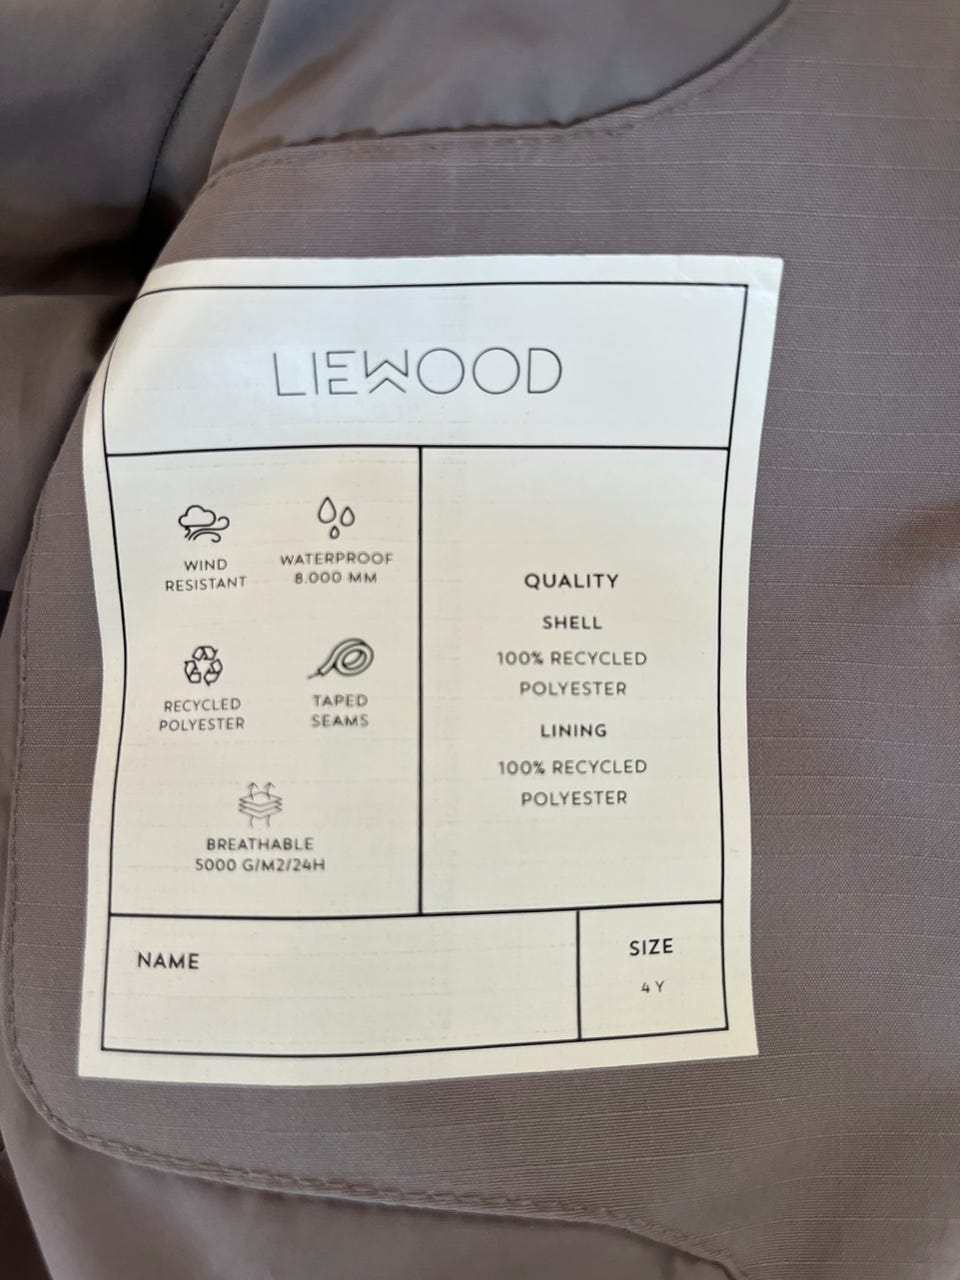 LIEWOOD
WIND
RESISTANT
WATERPROOF
8.000 MM
RECYCLED
POLYESTER
TAPED
SEAMS
BREATHABLE
5000 G/M2/24H
QUALITY
SHELL
100% RECYCLED
POLYESTER
LINING
100% RECYCLED
POLYESTER
NAME
SIZE
4 Y